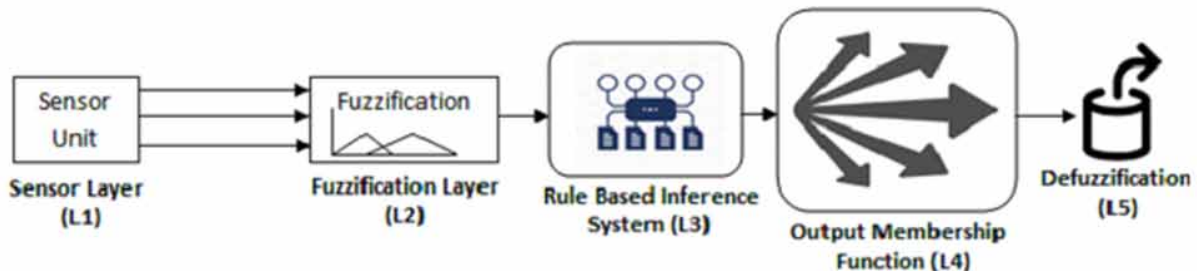 Sensor
Unit
Sensor Layer
(L1)
Fuzzification
Fuzzification Layer
(L2)
Rule Based Inference
System (L3)
Output Membership
Function (L4)
Defuzzification
(L5)